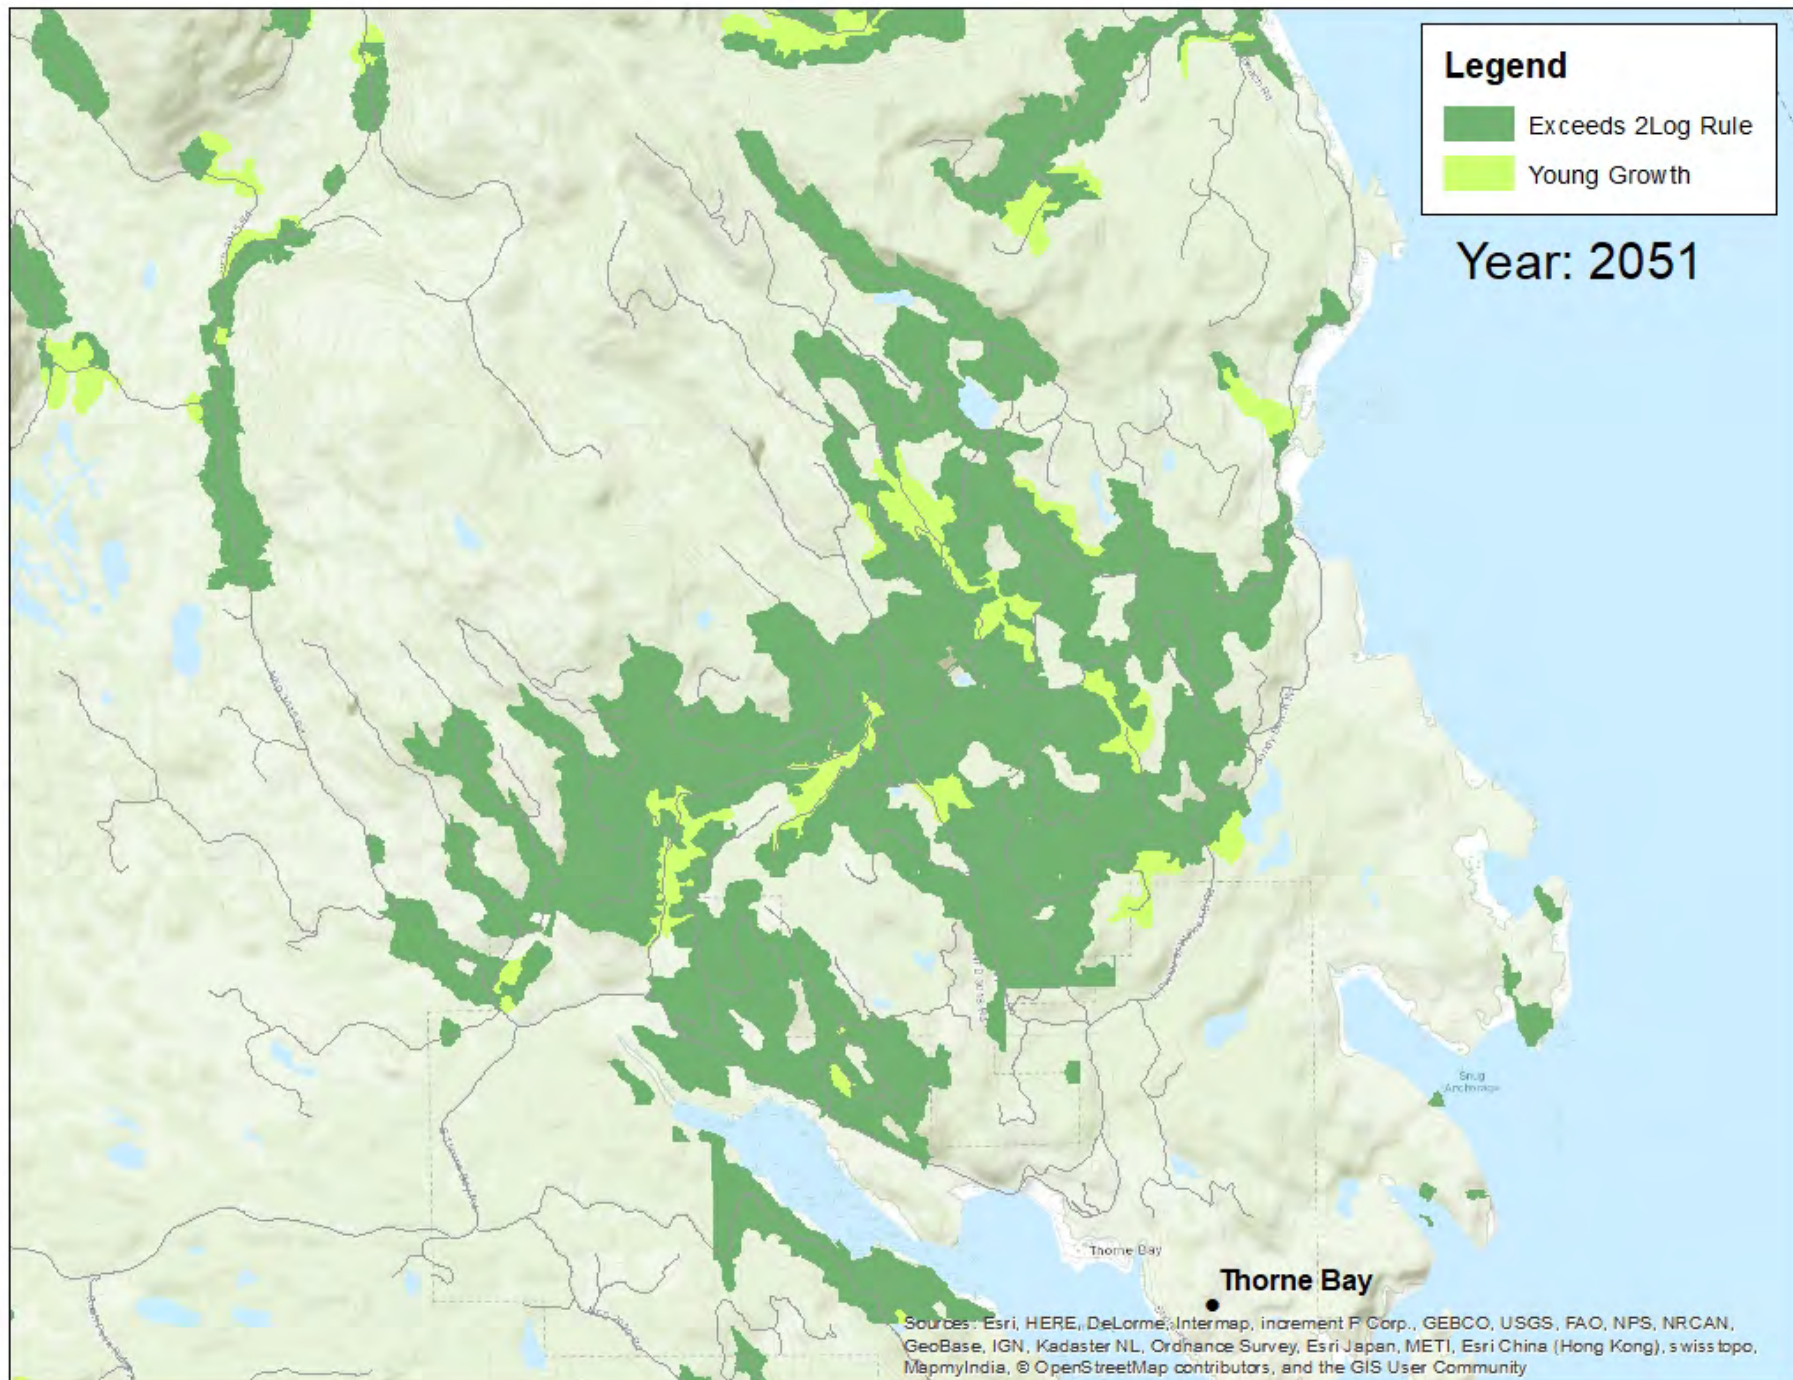 Legend
Exceeds 2Log Rule
Young Growth
Year: 2051
Snug
Anchorage
Thorne Bay
Thorne Bay
Sources: Esri, HERE, DeLorme, Intermap, increment P Corp., GEBCO, USGS, FAO, NPS, NRCAN,
GeoBase, IGN, Kadaster NL, Ordnance Survey, Esri Japan, METI, Esri China (Hong Kong), swisstopo,
MapmyIndia, © OpenStreetMap contributors, and the GIS User Community